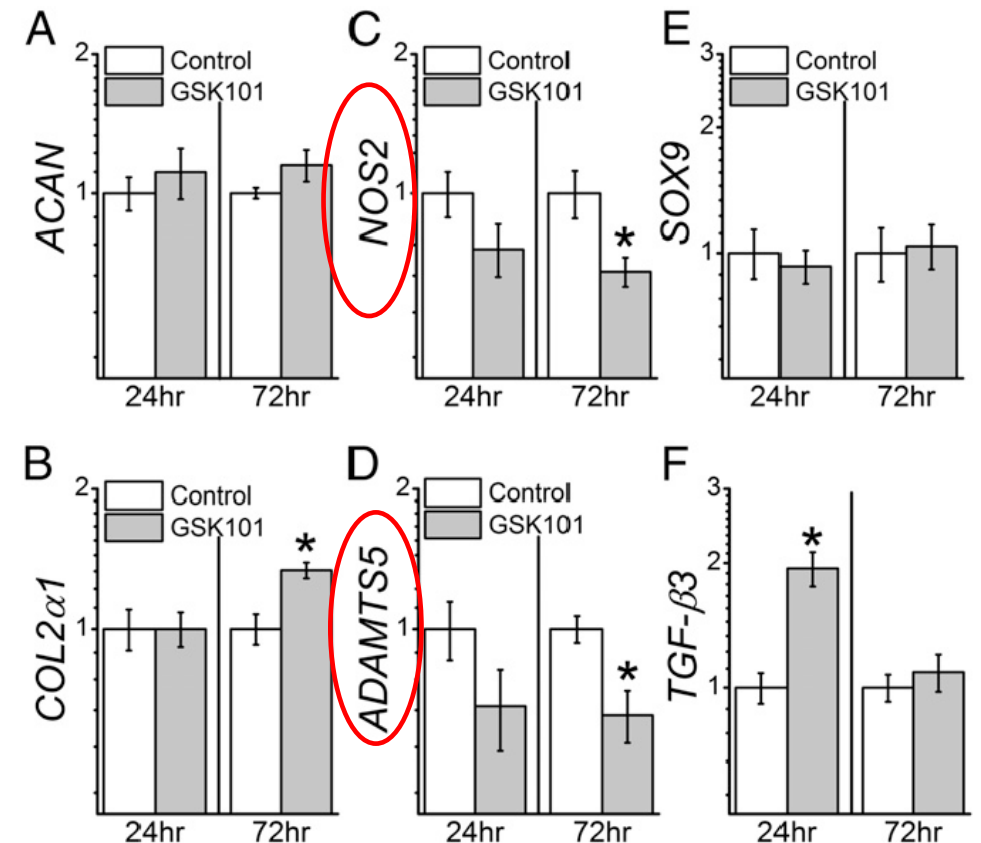 A
2
Control
GSK101
ACAN
1
24hr
72hr
C
2
Control
GSK101
NOS2
1
*
24hr
72hr
E
3
Control
GSK101
2
SOX9
1
24hr
72hr
B
2
Control
GSK101
*
COL2α1
1
24hr
72hr
D
2
Control
GSK101
ADAMTS5
1
*
24hr
72hr
F
3
*
2
TGF-β3
1
24hr
72hr